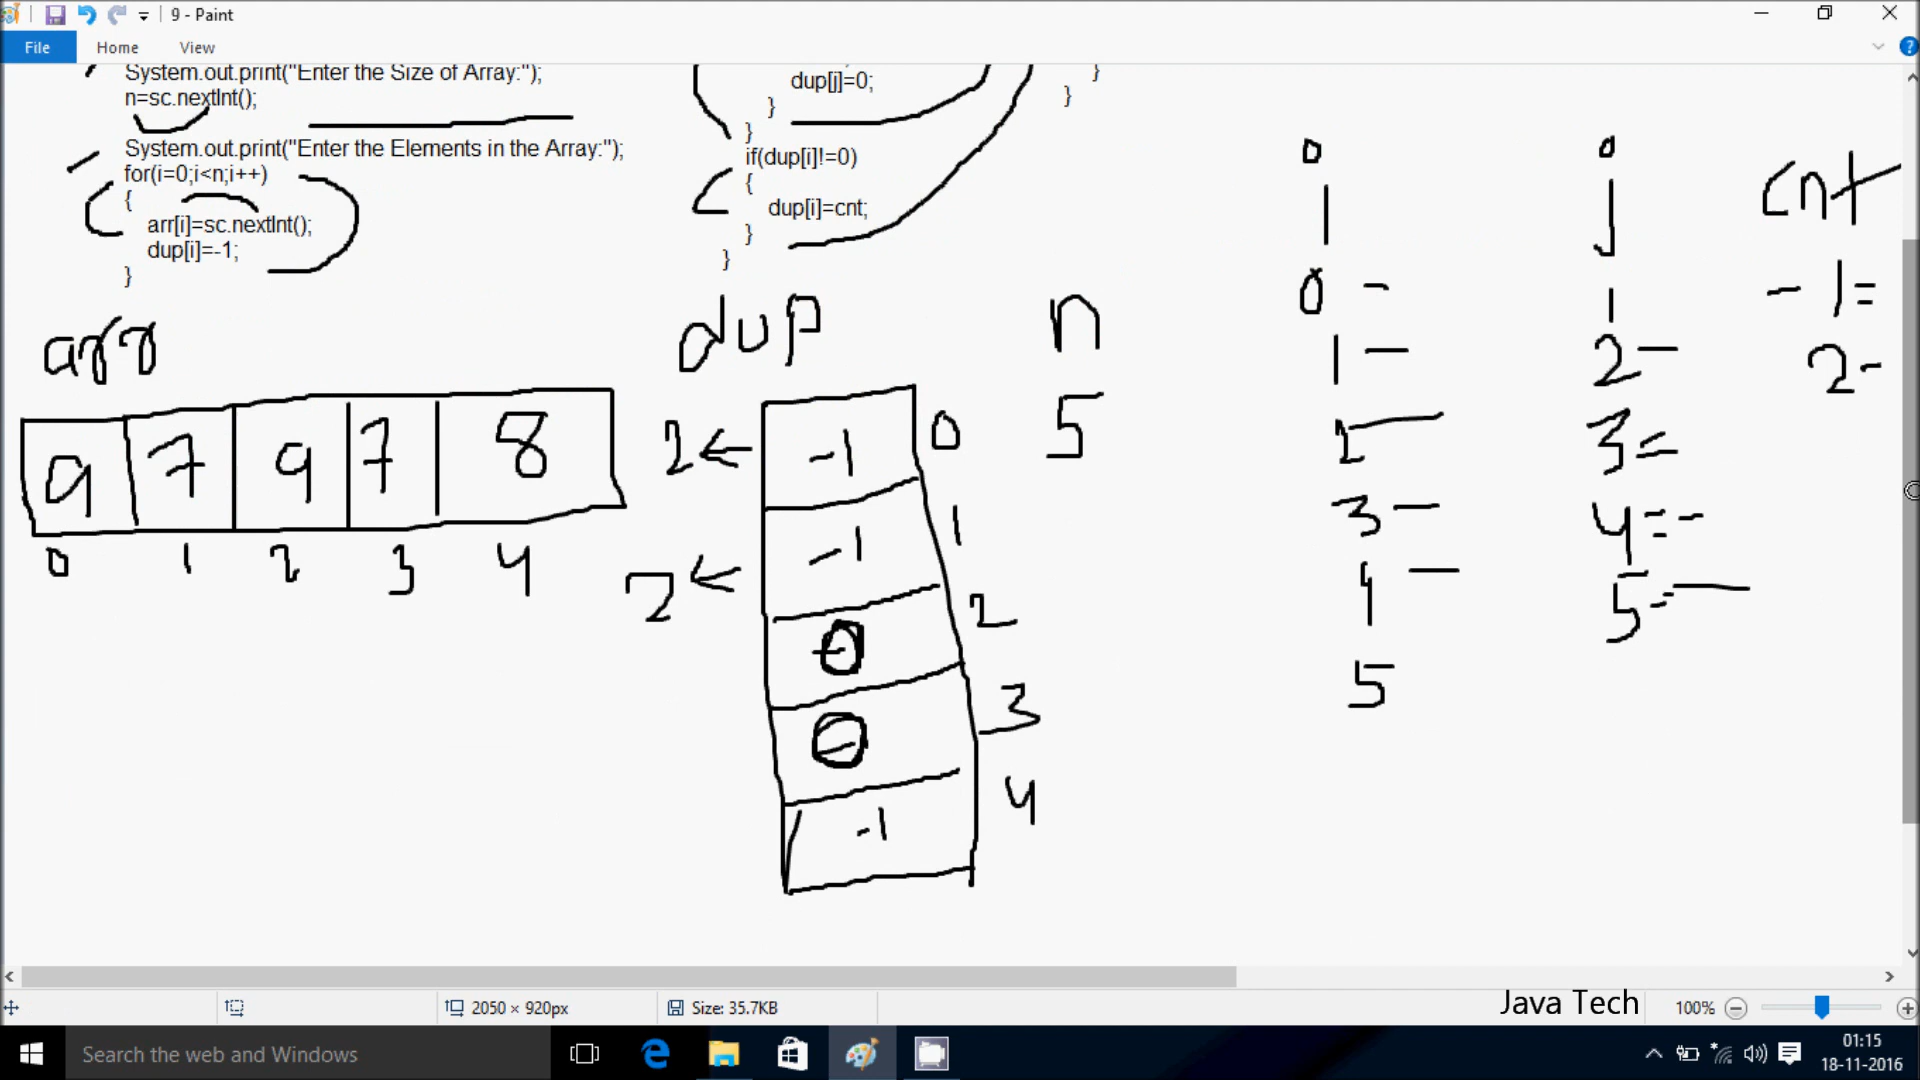 9 - Paint
File Home View
System.out.print("Enter the Size of Array:");
n=sc.nextInt();
System.out.print("Enter the Elements in the Array:");
for(i=0;i<n;i++)
{
arr[i]=sc.nextInt();
dup[i]=-1;
}
dup[j]=0;
}
}
if(dup[i]!=0)
{
dup[i]=cnt;
}
}
}
}
arr
9 7 9 7 8
0 1 2 3 4
dup
2 ← -1 0
2 ← -1 1
0 2
0 3
-1 4
n
5
i
0 -
1 -
2 -
3 -
4 -
5
j
1
2 -
3 =
4 = -
5 = -
cnt
- 1 =
2 -
2050 × 920px
Size: 35.7KB
Java Tech
100%
Search the web and Windows
01:15
18-11-2016